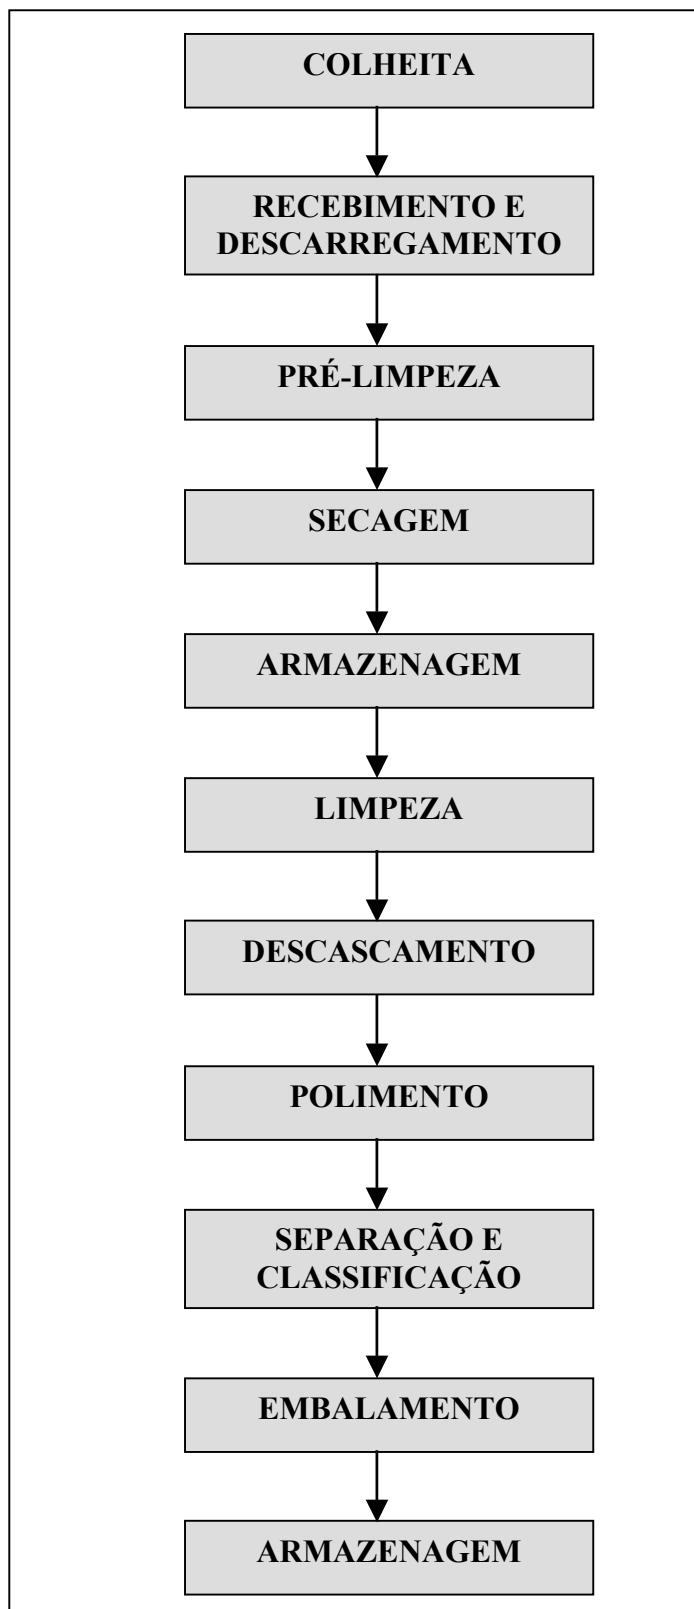 COLHEITA
RECEBIMENTO E
DESCARREGAMENTO
PRÉ-LIMPEZA
SECAGEM
ARMAZENAGEM
LIMPEZA
DESCASCAMENTO
POLIMENTO
SEPARAÇÃO E
CLASSIFICAÇÃO
EMBALAMENTO
ARMAZENAGEM